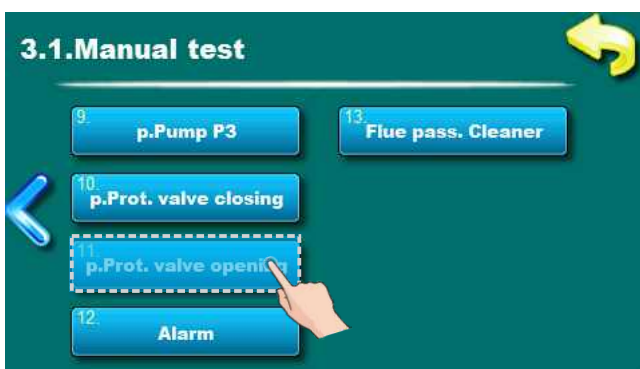 3.1.Manual test
9.
p.Pump P3
13.
Flue pass. Cleaner
10.
p.Prot. valve closing
11.
p.Prot. valve opening
12.
Alarm